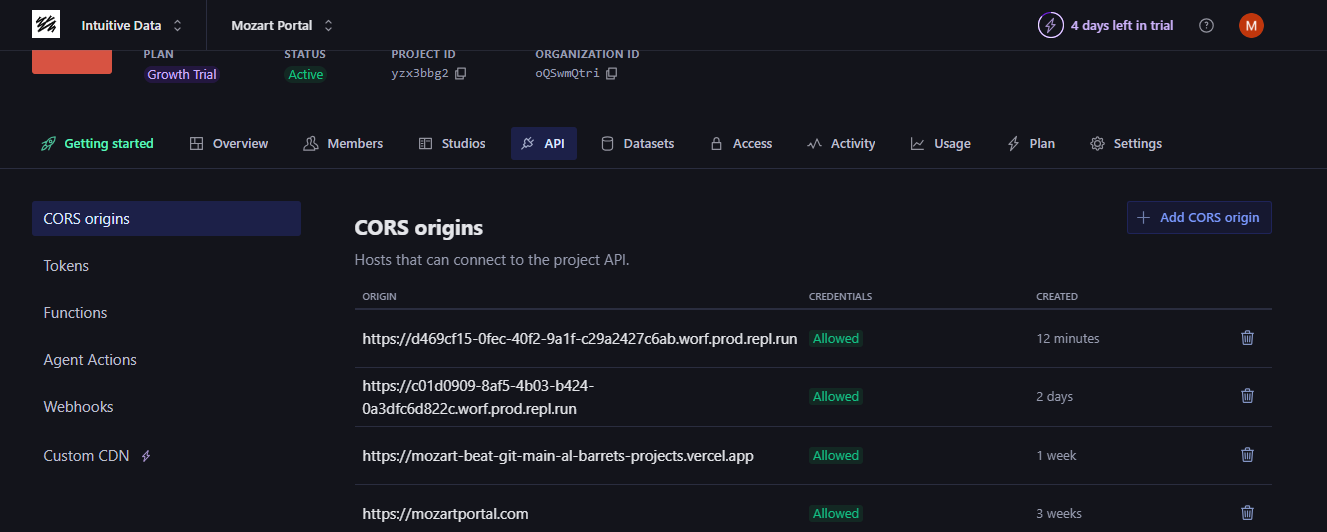 Intuitive Data
Mozart Portal
4 days left in trial
M
PLAN
STATUS
PROJECT ID
ORGANIZATION ID
Growth Trial
Active
yzx3bbg2
oQSwmQtri
Getting started
Overview
Members
Studios
API
Datasets
Access
Activity
Usage
Plan
Settings
CORS origins
Tokens
Functions
Agent Actions
Webhooks
Custom CDN
CORS origins
Add CORS origin
Hosts that can connect to the project API.
ORIGIN
CREDENTIALS
CREATED
https://d469cf15-0fec-40f2-9a1f-c29a2427c6ab.worf.prod.repl.run
Allowed
12 minutes
https://c01d0909-8af5-4b03-b424-
0a3dfc6d822c.worf.prod.repl.run
Allowed
2 days
https://mozart-beat-git-main-al-barrets-projects.vercel.app
Allowed
1 week
https://mozartportal.com
Allowed
3 weeks